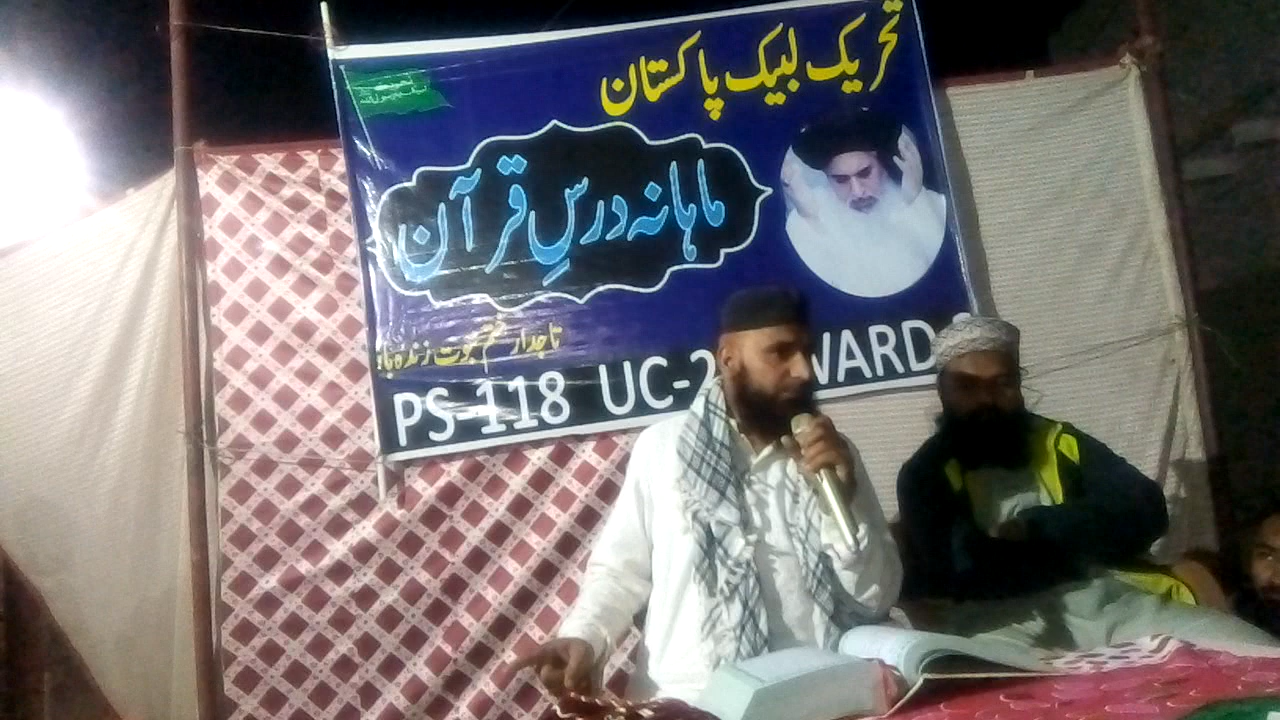 تحریک لبیک پاکستان
ماہانہ درسِ قرآن
تاجدار ختم نبوت زندہ باد
PS-118 UC-2 WARD